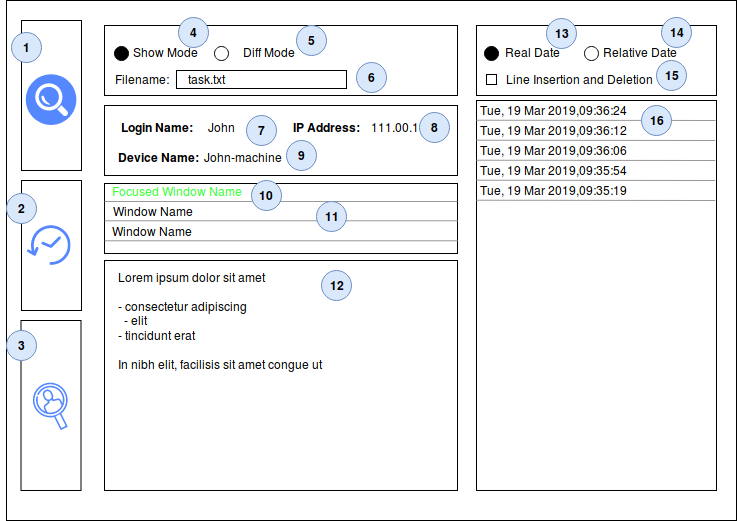 1
2
3
4
Show Mode
Diff Mode
5
Filename: task.txt
6
Login Name: John
7
IP Address: 111.00.1
8
Device Name: John-machine
9
Focused Window Name
10
Window Name
11
Window Name
Lorem ipsum dolor sit amet
12
- consectetur adipiscing
- elit
- tincidunt erat
In nibh elit, facilisis sit amet congue ut
13
14
Real Date
Relative Date
Line Insertion and Deletion
15
Tue, 19 Mar 2019,09:36:24
16
Tue, 19 Mar 2019,09:36:12
Tue, 19 Mar 2019,09:36:06
Tue, 19 Mar 2019,09:35:54
Tue, 19 Mar 2019,09:35:19